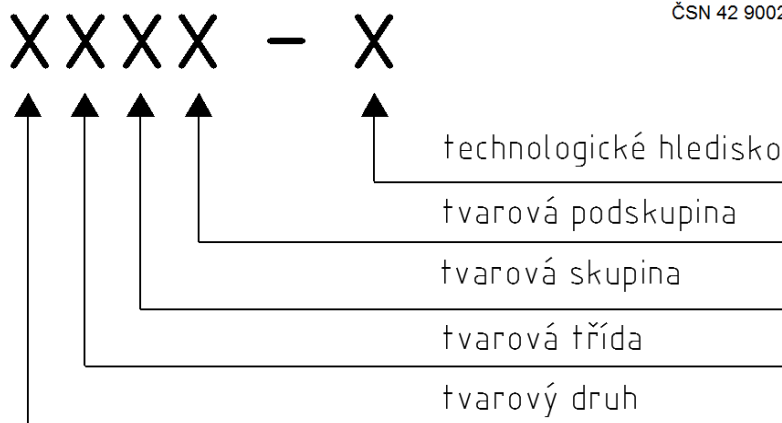 ČSN 42 9002
XXXX - X
technologické hledisko
tvarová podskupina
tvarová skupina
tvarová třída
tvarový druh